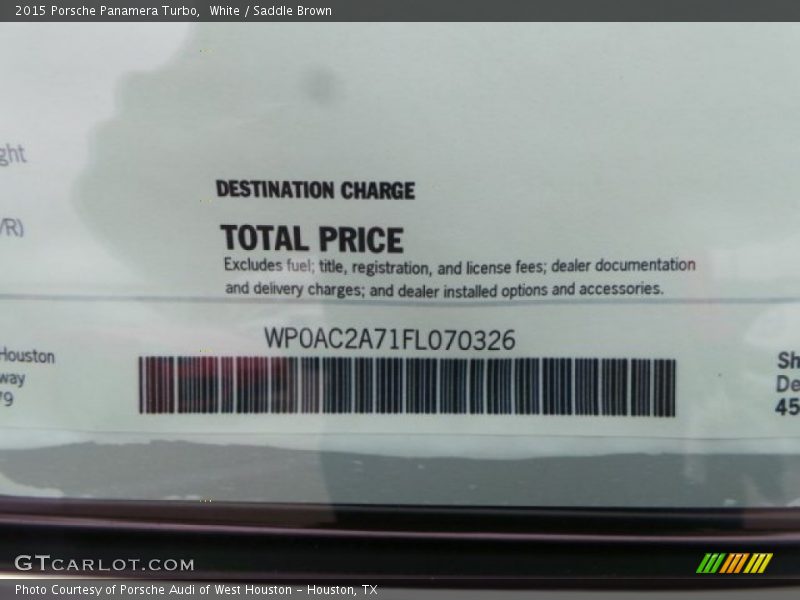 2015 Porsche Panamera Turbo, White / Saddle Brown
ght
/R)
DESTINATION CHARGE
TOTAL PRICE
Excludes fuel; title, registration, and license fees; dealer documentation
and delivery charges; and dealer installed options and accessories.
WP0AC2A71FL070326
Houston
way
79
Sh
De
45
GTCARLOT.COM
Photo Courtesy of Porsche Audi of West Houston - Houston, TX